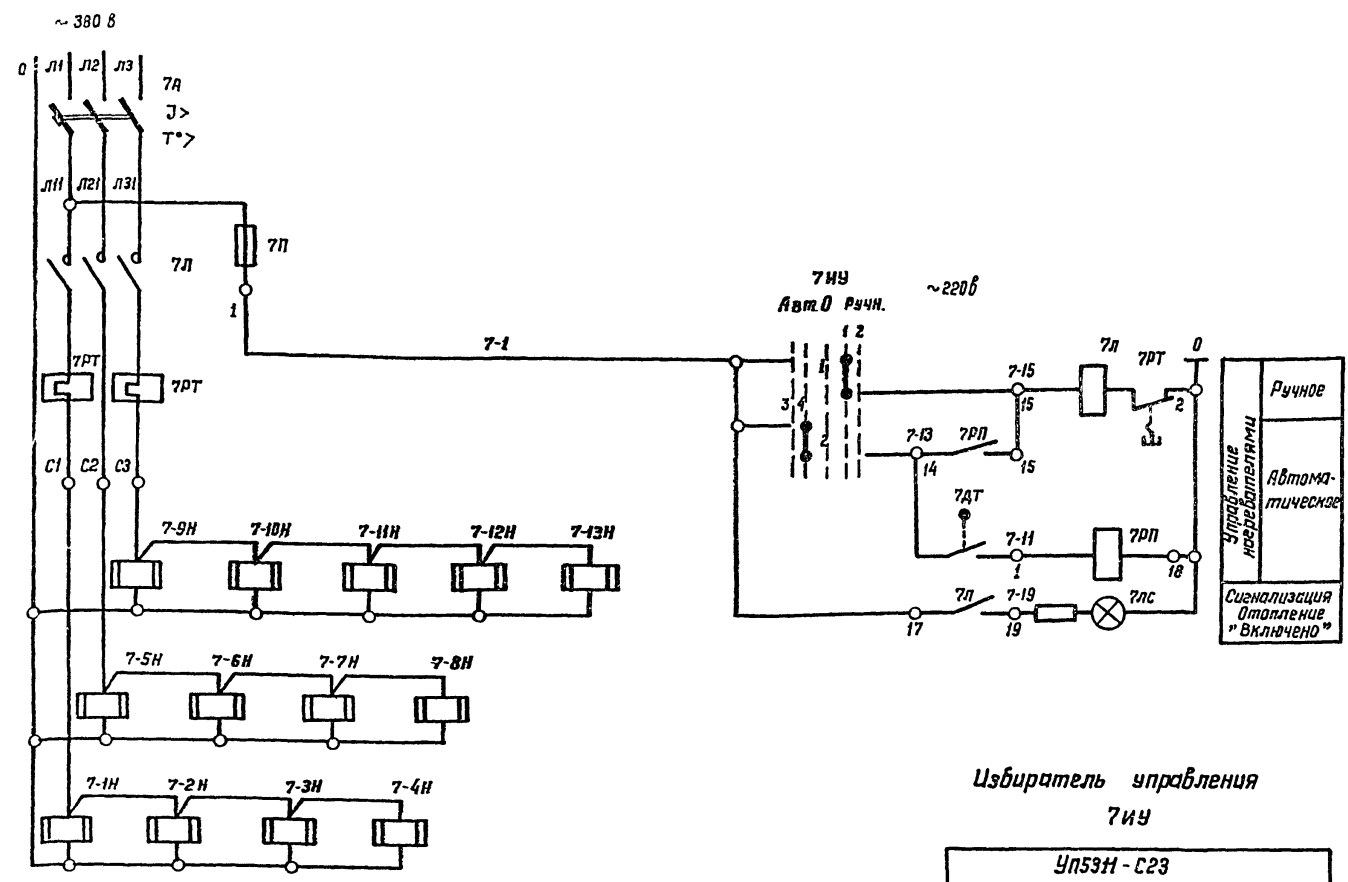 ~ 380 В
0 Л1 Л2 Л3
7А
J>
T°>
Л11 Л21 Л31
7П
7Л
1
7РТ
7РТ
С1 С2 С3
7-1
7ИУ
Авт. 0 Ручн.
~220 в
1 2
1
3 4
2
7-15
15
7Л
7РТ
2
0
7-13
14
7РП
15
7ДТ
7-11
1
7РП
18
17
7Л
7-19
19
7ЛС
Управление нагревателями
Ручное
Автома-
тическое
Сигнализация
Отопление
"Включено"
7-9Н 7-10Н 7-11Н 7-12Н 7-13Н
7-5Н 7-6Н 7-7Н 7-8Н
7-1Н 7-2Н 7-3Н 7-4Н
Избиратель управления
7ИУ
УП5311-С23